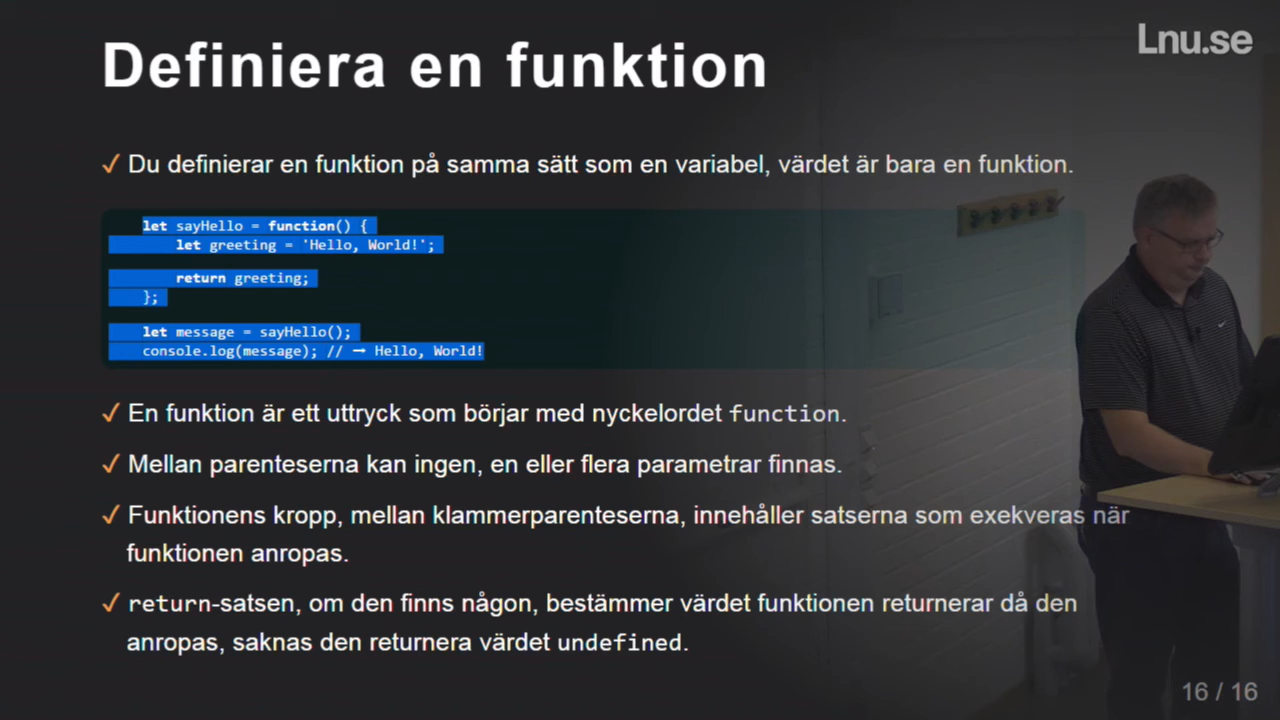 Lnu.se
Definiera en funktion
✓ Du definierar en funktion på samma sätt som en variabel, värdet är bara en funktion.
let sayHello = function() {
let greeting = 'Hello, World!';
return greeting;
};
let message = sayHello();
console.log(message); // → Hello, World!
✓ En funktion är ett uttryck som börjar med nyckelordet function.
✓ Mellan parenteserna kan ingen, en eller flera parametrar finnas.
✓ Funktionens kropp, mellan klammerparenteserna, innehåller satserna som exekveras när
funktionen anropas.
✓ return-satsen, om den finns någon, bestämmer värdet funktionen returnerar då den
anropas, saknas den returnera värdet undefined.
16 / 16